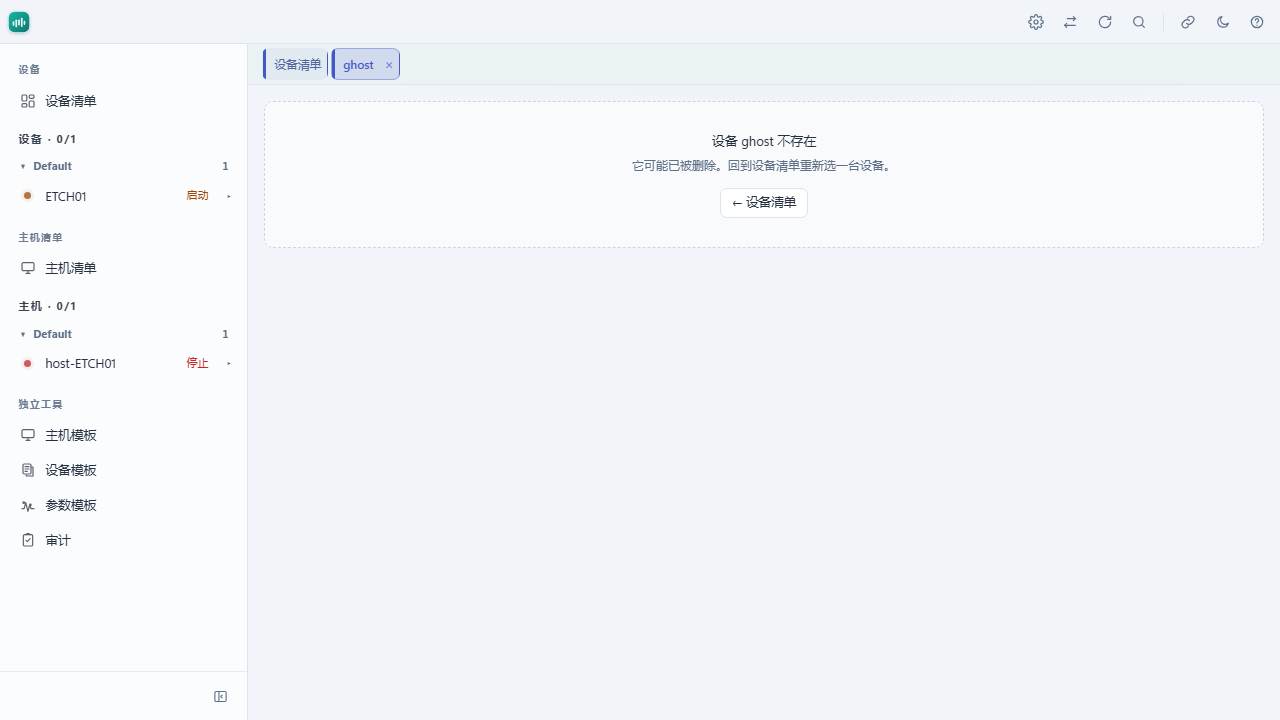 设备
设备清单
设备 · 0/1
Default 1
ETCH01 启动
主机清单
主机清单
主机 · 0/1
Default 1
host-ETCH01 停止
独立工具
主机模板
设备模板
参数模板
审计
设备清单 ghost ×
设备 ghost 不存在
它可能已被删除。回到设备清单重新选一台设备。
← 设备清单